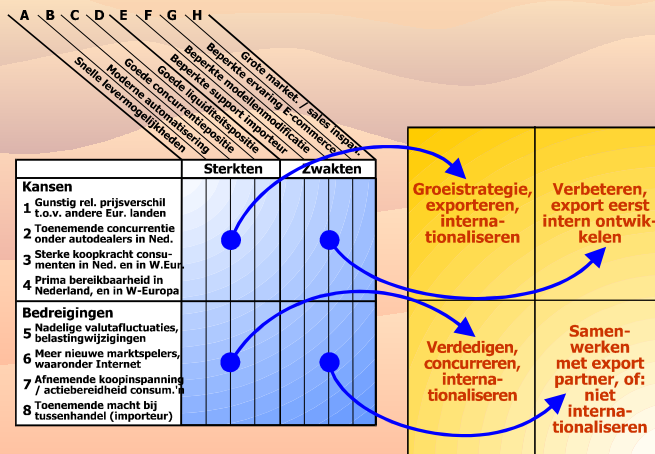 A B C D E F G H
Snelle levermogelijkheden
Moderne automatisering
Goede concurrentiepositie
Goede liquiditeitspositie
Beperkte support importeur
Beperkte modellenmodificatie
Beperkte ervaring E-commerce
Grote market. / sales inspan.
Sterkten Zwakten
Kansen
1 Gunstig rel. prijsverschil
t.o.v. andere Eur. landen
2 Toenemende concurrentie
onder autodealers in Ned.
3 Sterke koopkracht consu-
menten in Ned. en in W.Eur.
4 Prima bereikbaarheid in
Nederland, en in W-Europa
Bedreigingen
5 Nadelige valutafluctuaties,
belastingwijzigingen
6 Meer nieuwe marktspelers,
waaronder Internet
7 Afnemende koopinspanning
/ actiebereidheid consum.'n
8 Toenemende macht bij
tussenhandel (importeur)
Groeistrategie,
exporteren,
interna-
tionaliseren
Verbeteren,
export eerst
intern ontwik-
kelen
Verdedigen,
concurreren,
interna-
tionaliseren
Samen-
werken
met export
partner, of:
niet
interna-
tionaliseren